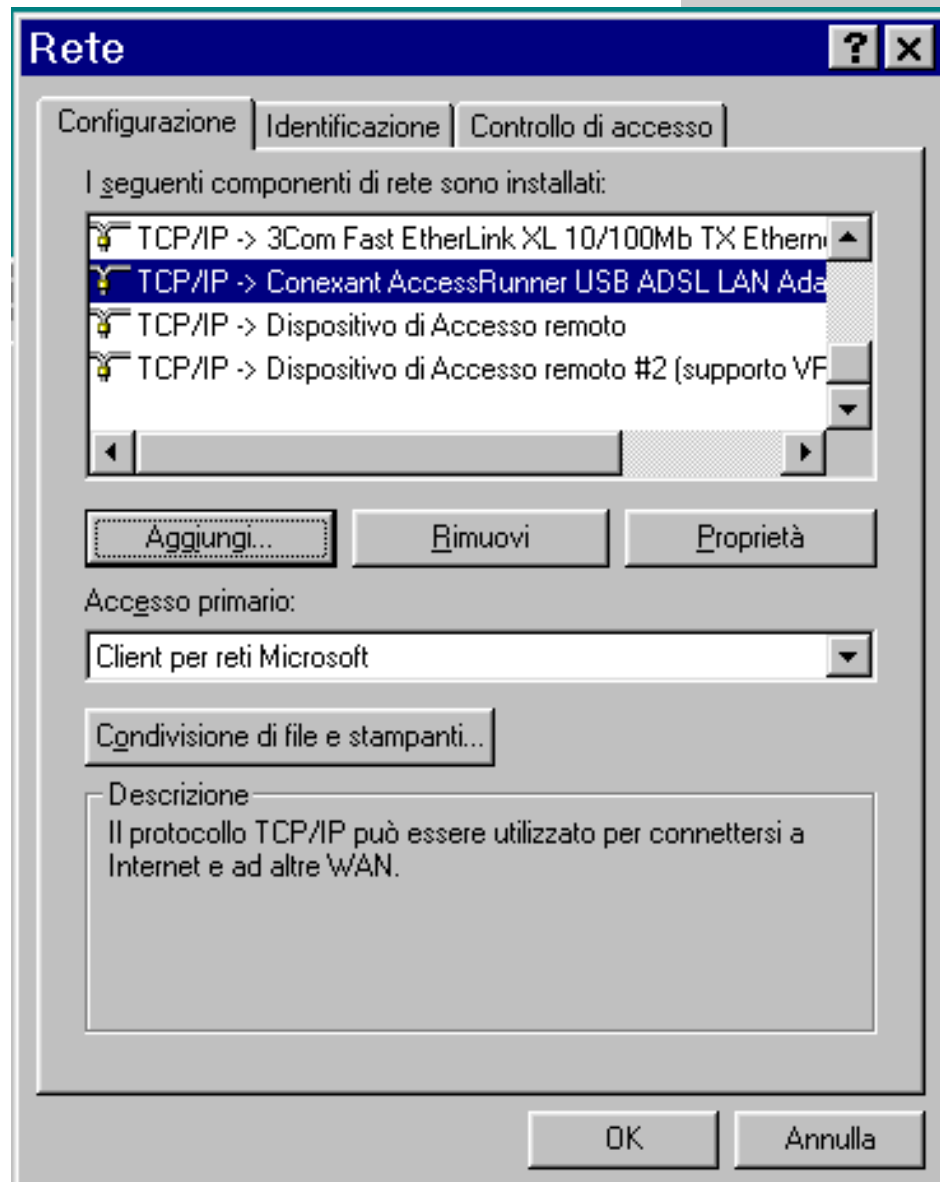 Rete
Configurazione
Identificazione
Controllo di accesso
I seguenti componenti di rete sono installati:
TCP/IP -> 3Com Fast EtherLink XL 10/100Mb TX Ethern
TCP/IP -> Conexant AccessRunner USB ADSL LAN Ada
TCP/IP -> Dispositivo di Accesso remoto
TCP/IP -> Dispositivo di Accesso remoto #2 (supporto VF
Aggiungi...
Rimuovi
Proprietà
Accesso primario:
Client per reti Microsoft
Condivisione di file e stampanti...
Descrizione
Il protocollo TCP/IP può essere utilizzato per connettersi a
Internet e ad altre WAN.
OK
Annulla